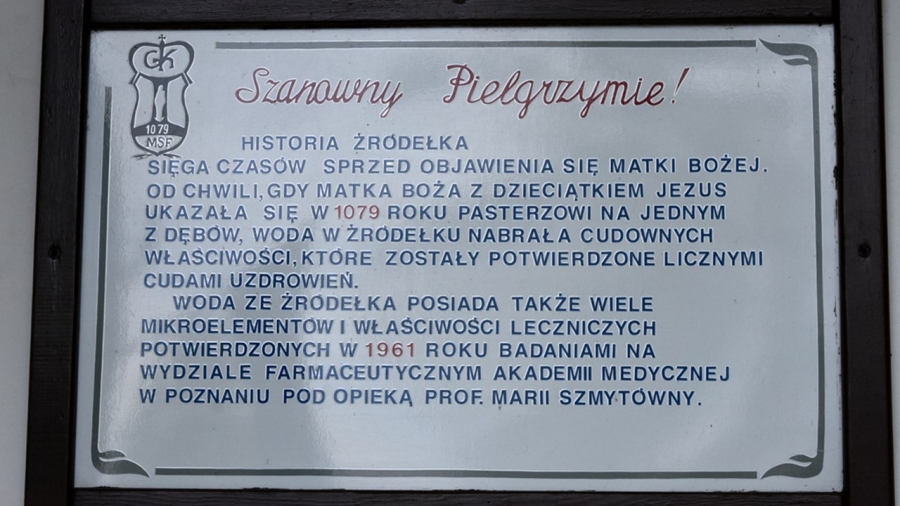 GK
1079
MSF
Szanowny Pielgrzymie!
HISTORIA ŹRÓDEŁKA
SIĘGA CZASÓW SPRZED OBJAWIENIA SIĘ MATKI BOŻEJ.
OD CHWILI, GDY MATKA BOŻA Z DZIECIĄTKIEM JEZUS
UKAZAŁA SIĘ W 1079 ROKU PASTERZOWI NA JEDNYM
Z DĘBÓW, WODA W ŹRÓDEŁKU NABRAŁA CUDOWNYCH
WŁAŚCIWOŚCI, KTÓRE ZOSTAŁY POTWIERDZONE LICZNYMI
CUDAMI UZDROWIEŃ.
WODA ZE ŹRÓDEŁKA POSIADA TAKŻE WIELE
MIKROELEMENTÓW I WŁAŚCIWOŚCI LECZNICZYCH
POTWIERDZONYCH W 1961 ROKU BADANIAMI NA
WYDZIALE FARMACEUTYCZNYM AKADEMII MEDYCZNEJ
W POZNANIU POD OPIEKĄ PROF. MARII SZMYTÓWNY.